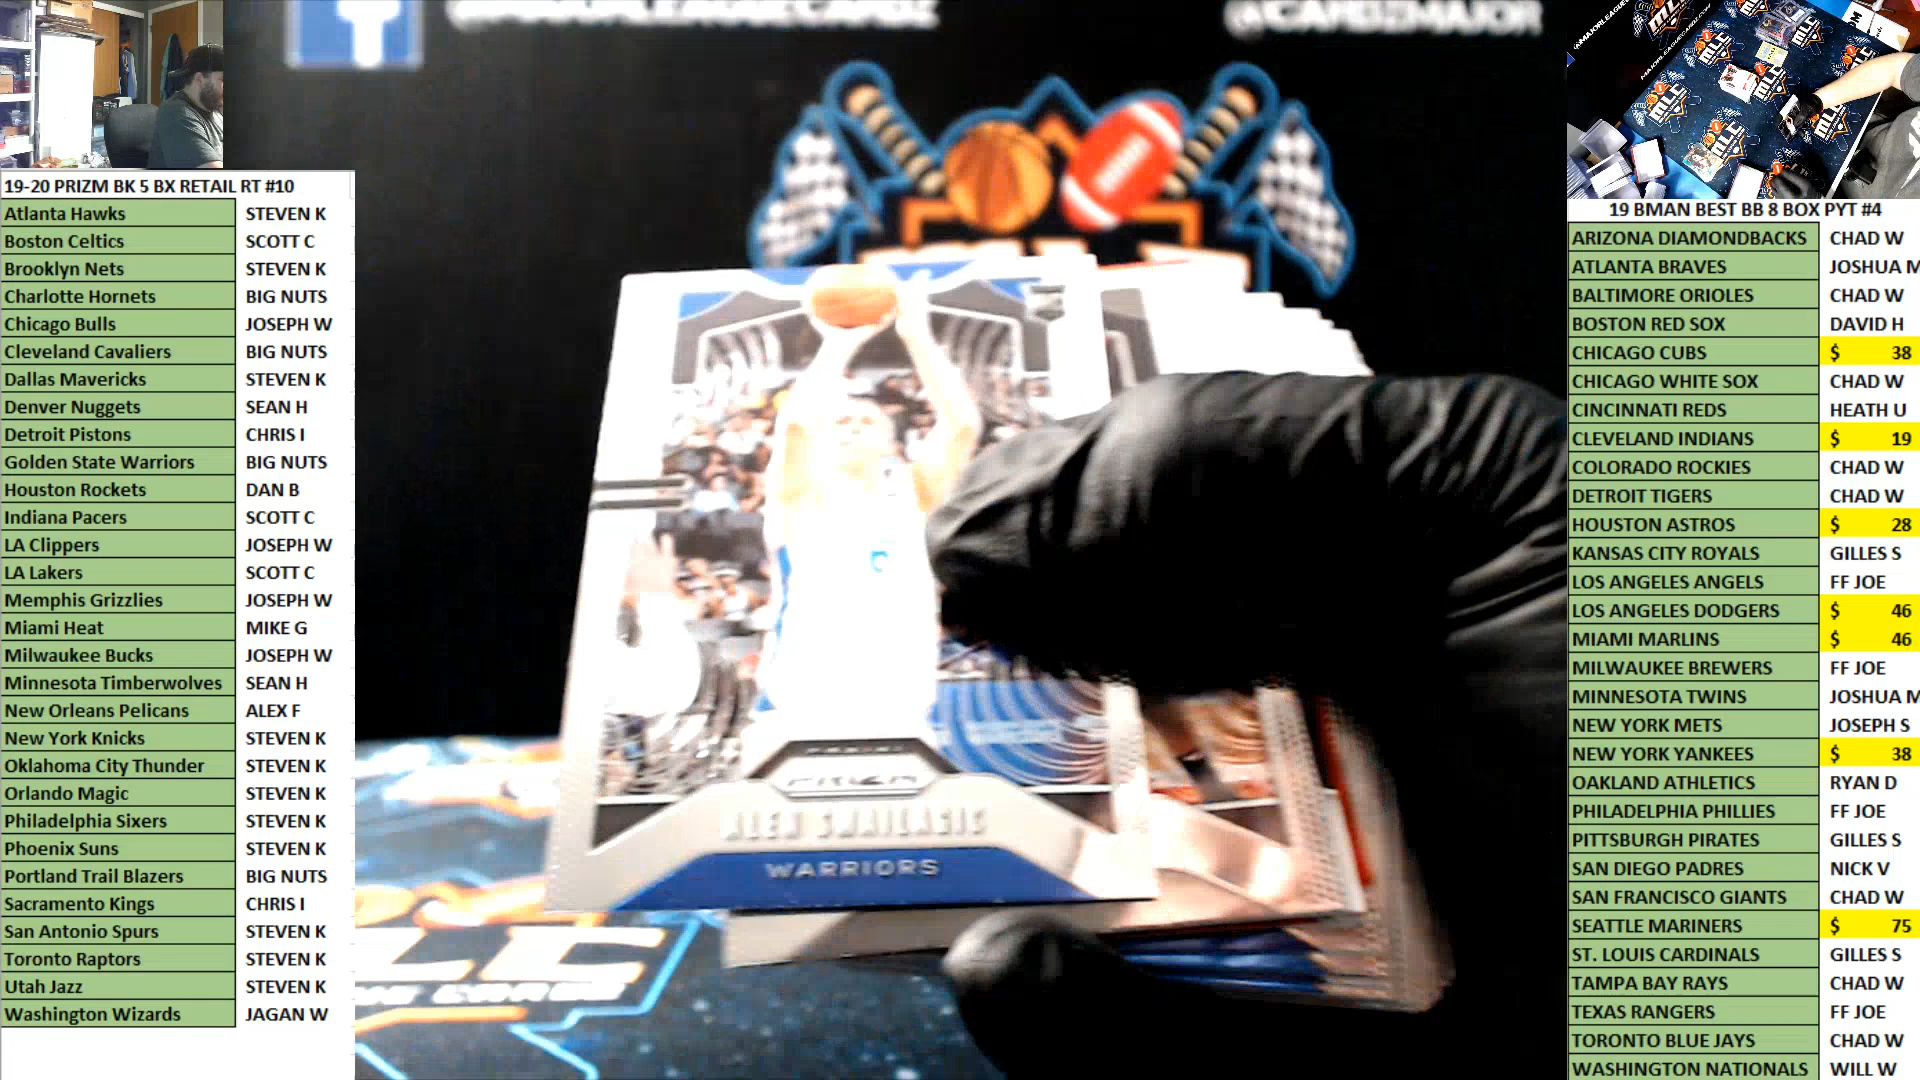 @CARDZMAJOR
19-20 PRIZM BK 5 BX RETAIL RT #10
Atlanta Hawks STEVEN K
Boston Celtics SCOTT C
Brooklyn Nets STEVEN K
Charlotte Hornets BIG NUTS
Chicago Bulls JOSEPH W
Cleveland Cavaliers BIG NUTS
Dallas Mavericks STEVEN K
Denver Nuggets SEAN H
Detroit Pistons CHRIS I
Golden State Warriors BIG NUTS
Houston Rockets DAN B
Indiana Pacers SCOTT C
LA Clippers JOSEPH W
LA Lakers SCOTT C
Memphis Grizzlies JOSEPH W
Miami Heat MIKE G
Milwaukee Bucks JOSEPH W
Minnesota Timberwolves SEAN H
New Orleans Pelicans ALEX F
New York Knicks STEVEN K
Oklahoma City Thunder STEVEN K
Orlando Magic STEVEN K
Philadelphia Sixers STEVEN K
Phoenix Suns STEVEN K
Portland Trail Blazers BIG NUTS
Sacramento Kings CHRIS I
San Antonio Spurs STEVEN K
Toronto Raptors STEVEN K
Utah Jazz STEVEN K
Washington Wizards JAGAN W
PANINI
PRIZM
ALEN SMAILAGIC
WARRIORS
MLC
MLC
MLC
19 BMAN BEST BB 8 BOX PYT #4
ARIZONA DIAMONDBACKS CHAD W
ATLANTA BRAVES JOSHUA M
BALTIMORE ORIOLES CHAD W
BOSTON RED SOX DAVID H
CHICAGO CUBS $ 38
CHICAGO WHITE SOX CHAD W
CINCINNATI REDS HEATH U
CLEVELAND INDIANS $ 19
COLORADO ROCKIES CHAD W
DETROIT TIGERS CHAD W
HOUSTON ASTROS $ 28
KANSAS CITY ROYALS GILLES S
LOS ANGELES ANGELS FF JOE
LOS ANGELES DODGERS $ 46
MIAMI MARLINS $ 46
MILWAUKEE BREWERS FF JOE
MINNESOTA TWINS JOSHUA M
NEW YORK METS JOSEPH S
NEW YORK YANKEES $ 38
OAKLAND ATHLETICS RYAN D
PHILADELPHIA PHILLIES FF JOE
PITTSBURGH PIRATES GILLES S
SAN DIEGO PADRES NICK V
SAN FRANCISCO GIANTS CHAD W
SEATTLE MARINERS $ 75
ST. LOUIS CARDINALS GILLES S
TAMPA BAY RAYS CHAD W
TEXAS RANGERS FF JOE
TORONTO BLUE JAYS CHAD W
WASHINGTON NATIONALS WILL W